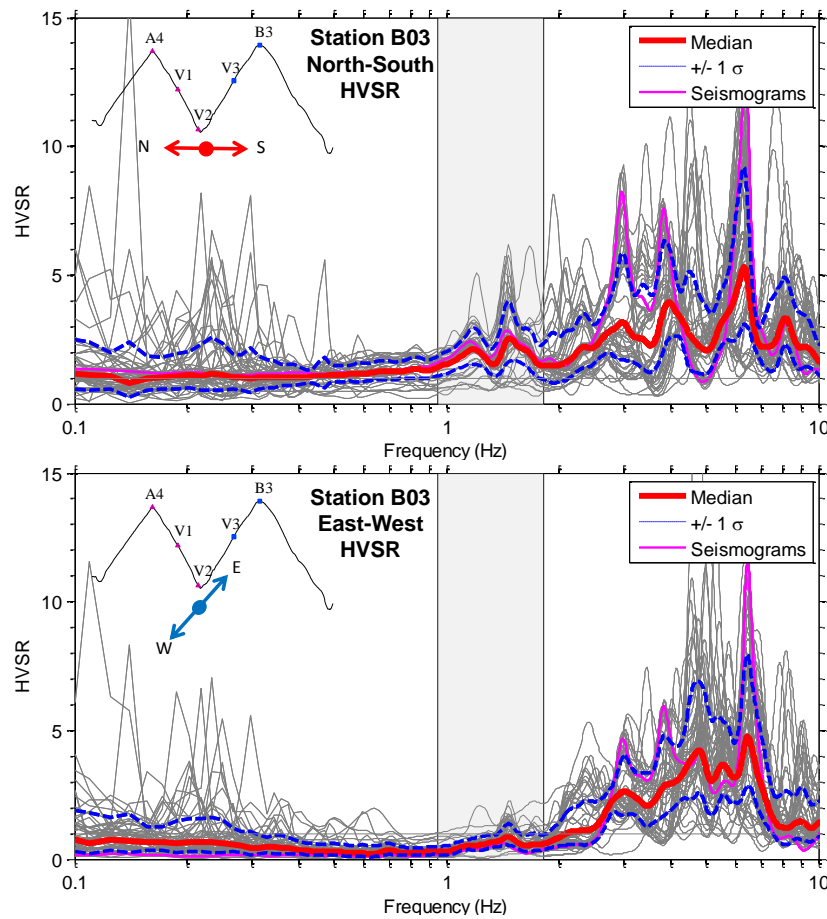 15
10
5
0
HVSR
Station B03
North-South
HVSR
A4
V1
V2
V3
B3
N
S
Median
+/- 1 σ
Seismograms
0.1
1
10
Frequency (Hz)
15
10
5
0
HVSR
Station B03
East-West
HVSR
A4
V1
V2
V3
B3
E
W
Median
+/- 1 σ
Seismograms
0.1
1
10
Frequency (Hz)